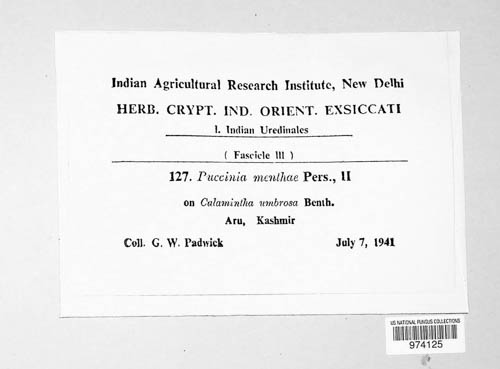 Indian Agricultural Research Institute, New Delhi
HERB. CRYPT. IND. ORIENT. EXSICCATI
1. Indian Uredinales
( Fascicle III )
127. Puccinia menthae Pers., II
on Calamintha umbrosa Benth.
Aru, Kashmir
Coll. G. W. Padwick July 7, 1941
US NATIONAL FUNGUS COLLECTIONS
974125